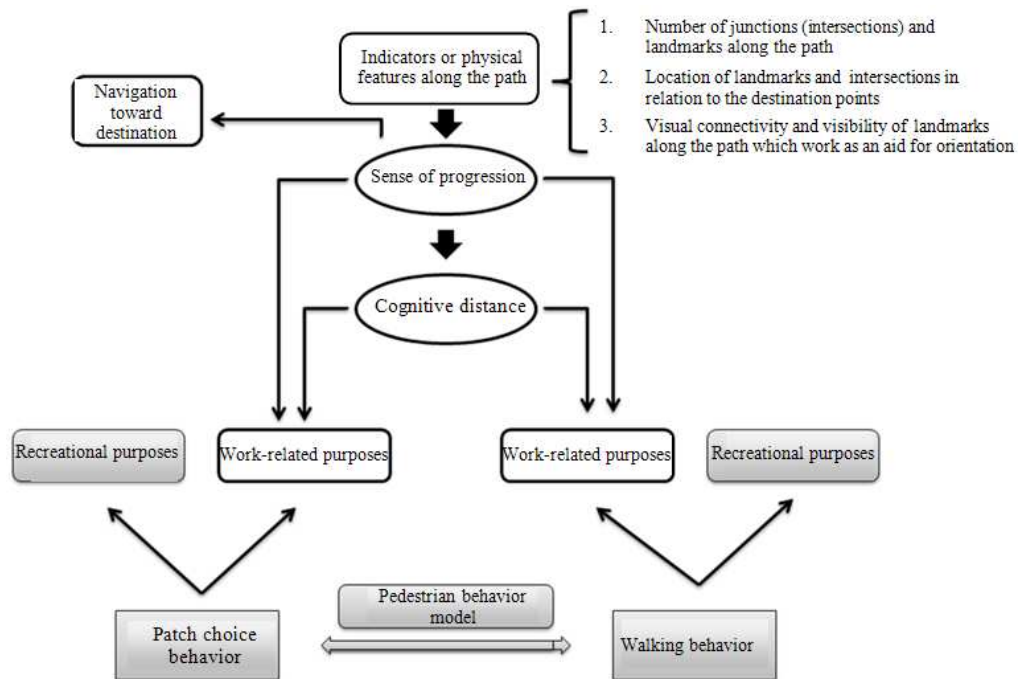 Indicators or physical
features along the path
1. Number of junctions (intersections) and
landmarks along the path
2. Location of landmarks and intersections in
relation to the destination points
3. Visual connectivity and visibility of landmarks
along the path which work as an aid for orientation
Navigation
toward
destination
Sense of progression
Cognitive distance
Recreational purposes
Work-related purposes
Work-related purposes
Recreational purposes
Pedestrian behavior
model
Patch choice
behavior
Walking behavior